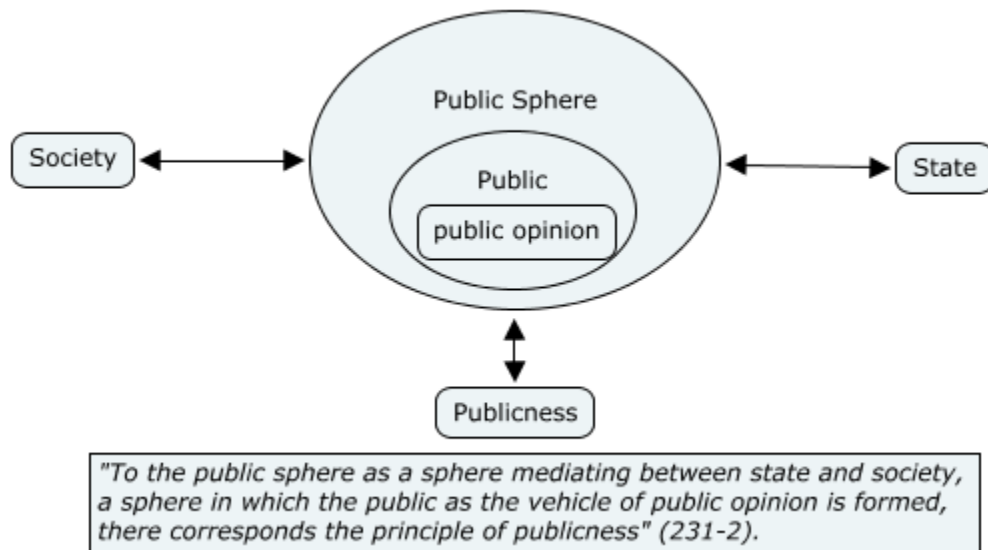 Public Sphere
Society
Public
State
public opinion
Publicness
"To the public sphere as a sphere mediating between state and society,
a sphere in which the public as the vehicle of public opinion is formed,
there corresponds the principle of publicness" (231-2).